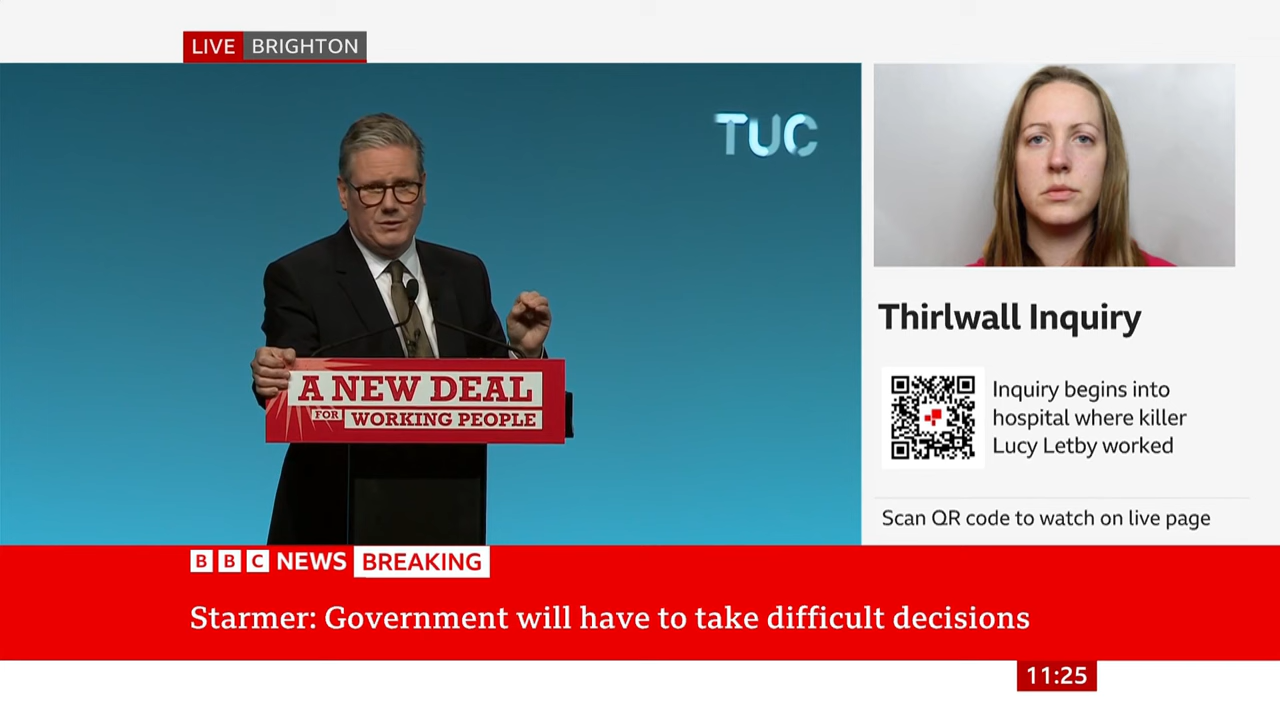 LIVE BRIGHTON
TUC
A NEW DEAL
FOR WORKING PEOPLE
Thirlwall Inquiry
Inquiry begins into
hospital where killer
Lucy Letby worked
Scan QR code to watch on live page
BBC NEWS BREAKING
Starmer: Government will have to take difficult decisions
11:25